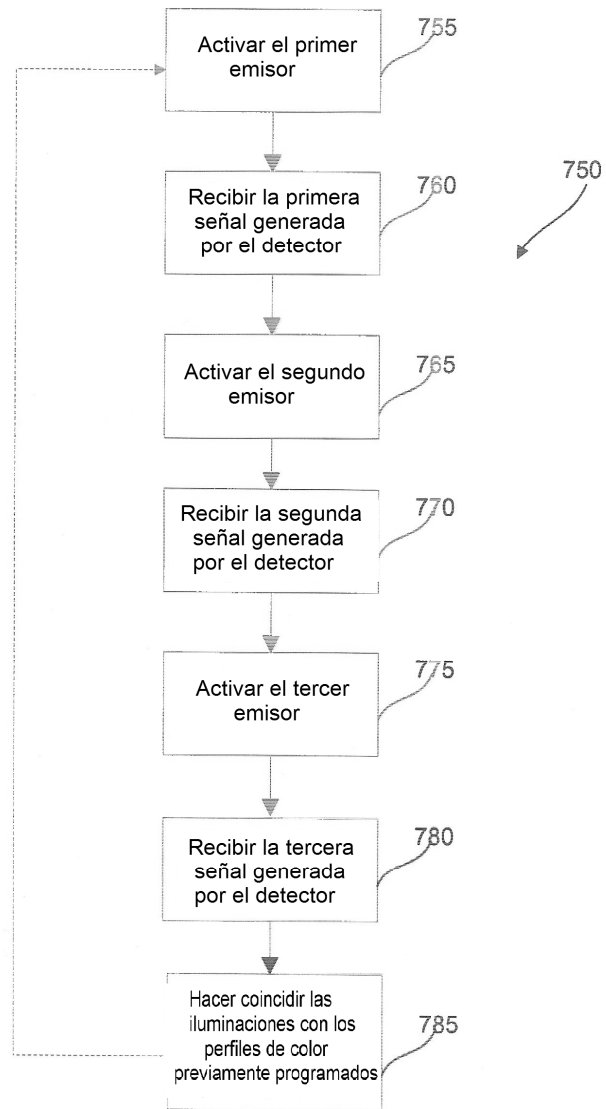 755
Activar el primer
emisor
760
750
Recibir la primera
señal generada
por el detector
765
Activar el segundo
emisor
770
Recibir la segunda
señal generada
por el detector
775
Activar el tercer
emisor
780
Recibir la tercera
señal generada
por el detector
Hacer coincidir las
iluminaciones con los
perfiles de color
previamente programados
785